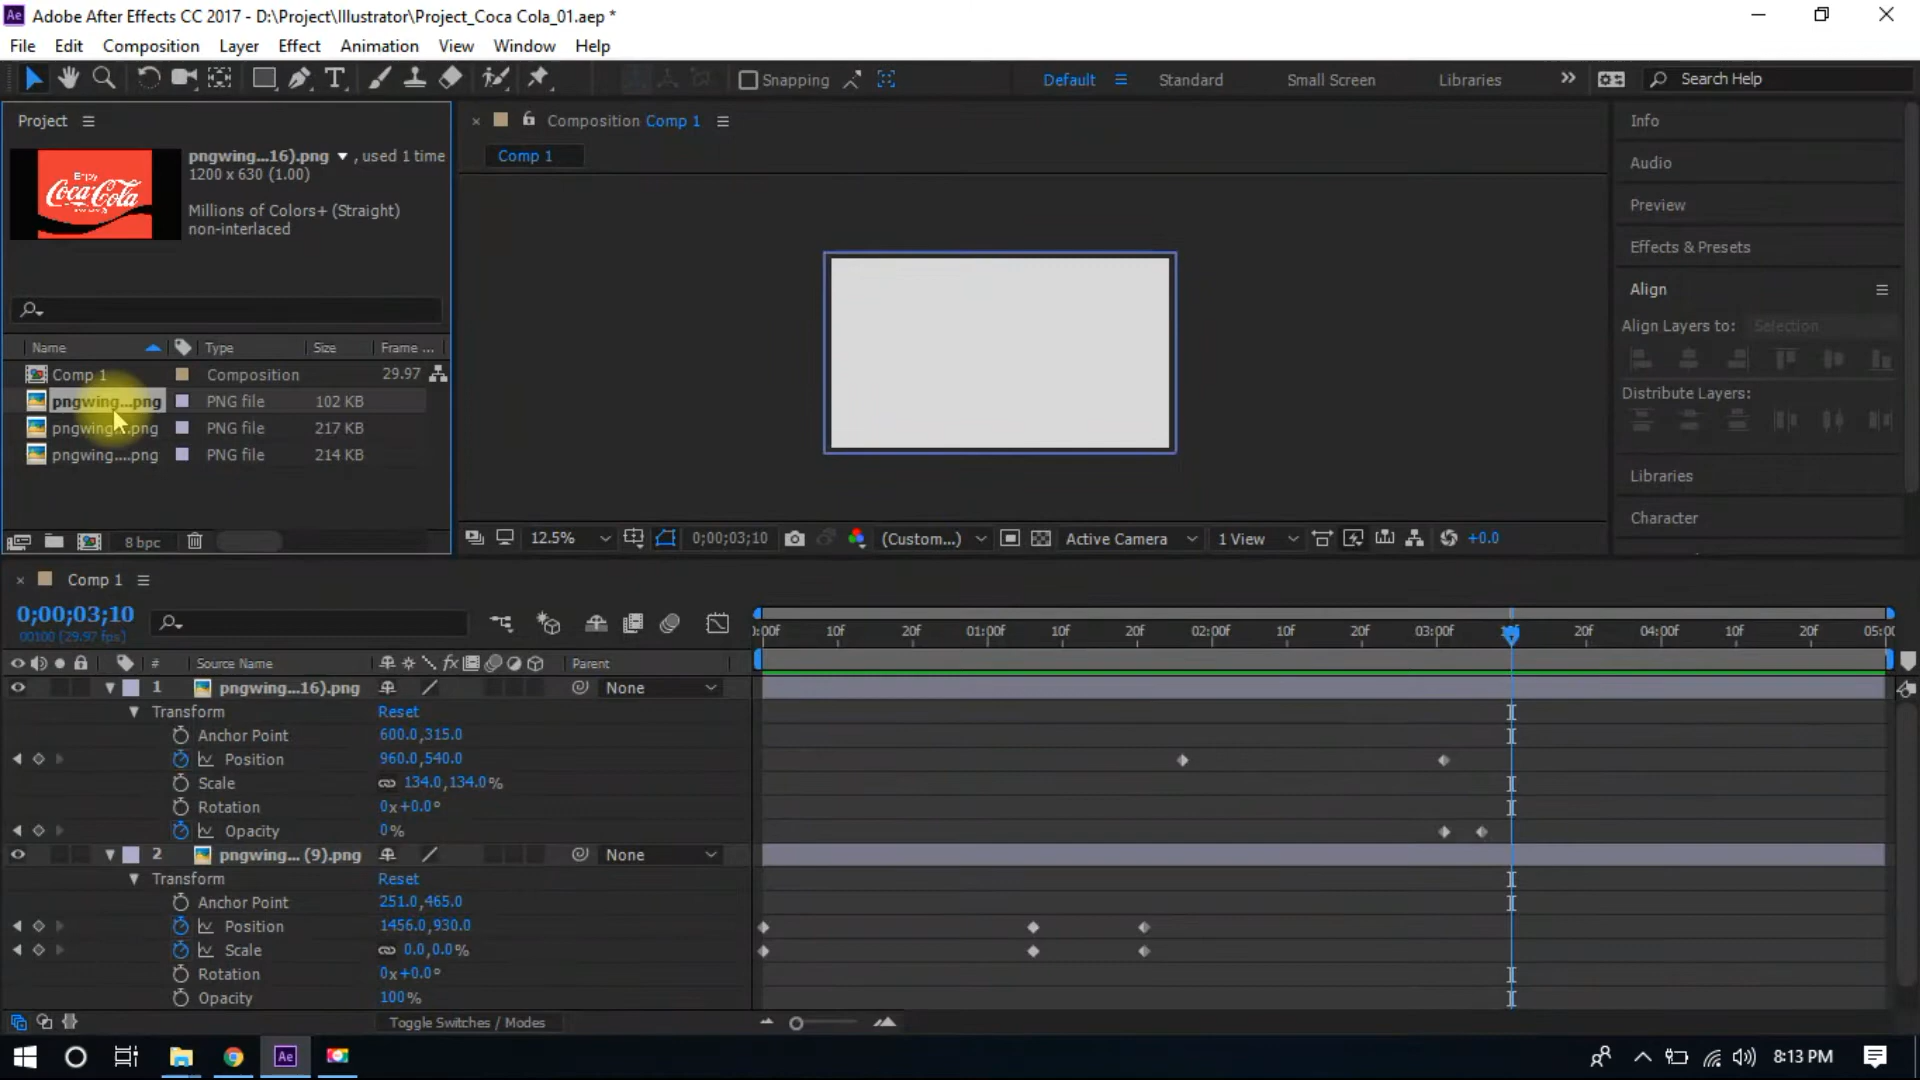 Ae Adobe After Effects CC 2017 - D:\Project\Illustrator\Project_Coca Cola_01.aep *
File Edit Composition Layer Effect Animation View Window Help
Snapping Default Standard Small Screen Libraries Search Help
Project
pngwing...16).png , used 1 time
1200 x 630 (1.00)
Millions of Colors+ (Straight)
non-interlaced
Enjoy
Coca-Cola
Name Type Size Frame ...
Comp 1 Composition 29.97
pngwing...png PNG file 102 KB
pngwing...png PNG file 217 KB
pngwing....png PNG file 214 KB
8 bpc
Composition Comp 1
Comp 1
12.5% 0;00;03;10 (Custom...) Active Camera 1 View +0.0
Info
Audio
Preview
Effects & Presets
Align
Align Layers to: Selection
Distribute Layers:
Libraries
Character
Comp 1
0;00;03;10
00100 (29.97 fps)
:00f 10f 20f 01:00f 10f 20f 02:00f 10f 20f 03:00f 20f 04:00f 10f 20f 05:00
# Source Name fx Parent
1 pngwing...16).png None
Transform Reset
Anchor Point 600.0,315.0
Position 960.0,540.0
Scale 134.0,134.0%
Rotation 0x+0.0°
Opacity 0%
2 pngwing... (9).png None
Transform Reset
Anchor Point 251.0,465.0
Position 1456.0,930.0
Scale 0.0,0.0%
Rotation 0x+0.0°
Opacity 100%
Toggle Switches / Modes
Ae 8:13 PM